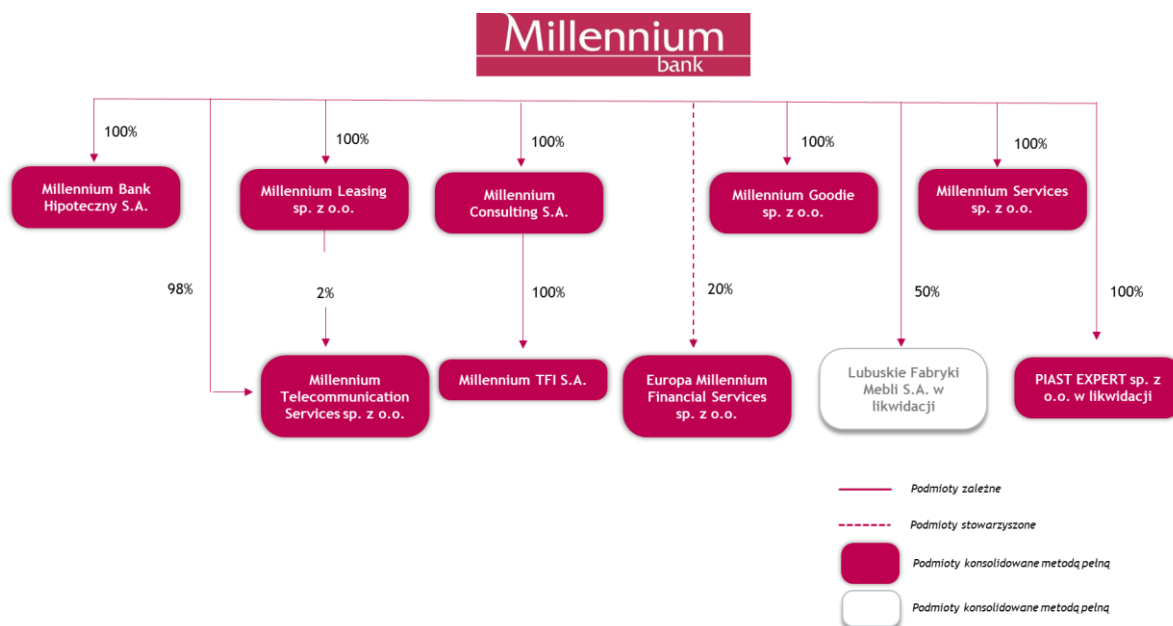 Millennium
bank
100%
100%
100%
100%
100%
Millennium Bank
Hipoteczny S.A.
Millennium Leasing
sp. z o.o.
Millennium
Consulting S.A.
Millennium Goodie
sp. z o.o.
Millennium Services
sp. z o.o.
98%
2%
100%
20%
50%
100%
Millennium
Telecommunication
Services sp. z o.o.
Millennium TFI S.A.
Europa Millennium
Financial Services
sp. z o.o.
Lubuskie Fabryki
Mebli S.A. w
likwidacji
PIAST EXPERT sp. z
o.o. w likwidacji
Podmioty zależne
Podmioty stowarzyszone
Podmioty konsolidowane metodą pełną
Podmioty konsolidowane metodą pełną